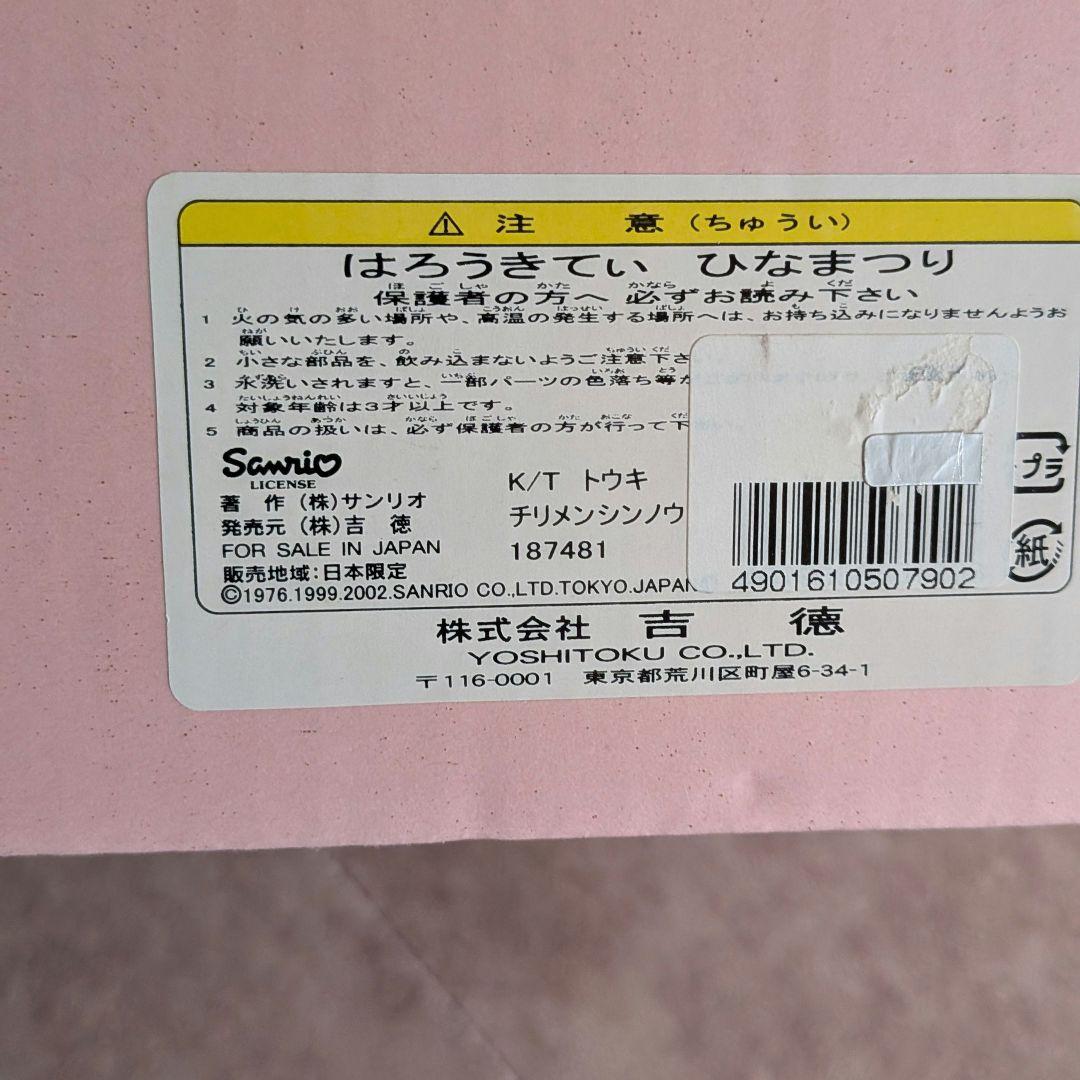 ⚠ 注 意 (ちゅうい)
はろうきてぃ ひなまつり
保護者の方へ 必ずお読み下さい
1 火の気の多い場所や、高温の発生する場所へは、お持ち込みになりませんようお
願いいたします。
2 小さな部品を、飲み込まないようご注意下さ
3 水洗いされますと、一部パーツの色落ち等が
4 対象年齢は3才以上です。
5 商品の扱いは、必ず保護者の方が行って下
Sanrio
LICENSE
著 作 (株)サンリオ
発売元 (株)吉 徳
FOR SALE IN JAPAN
販売地域:日本限定
©1976.1999.2002.SANRIO CO.,LTD.TOKYO.JAPAN
K/T トウキ
チリメンシンノウ
187481
4901610507902
プラ
紙
株式会社 吉 徳
YOSHITOKU CO.,LTD.
〒116-0001 東京都荒川区町屋6-34-1